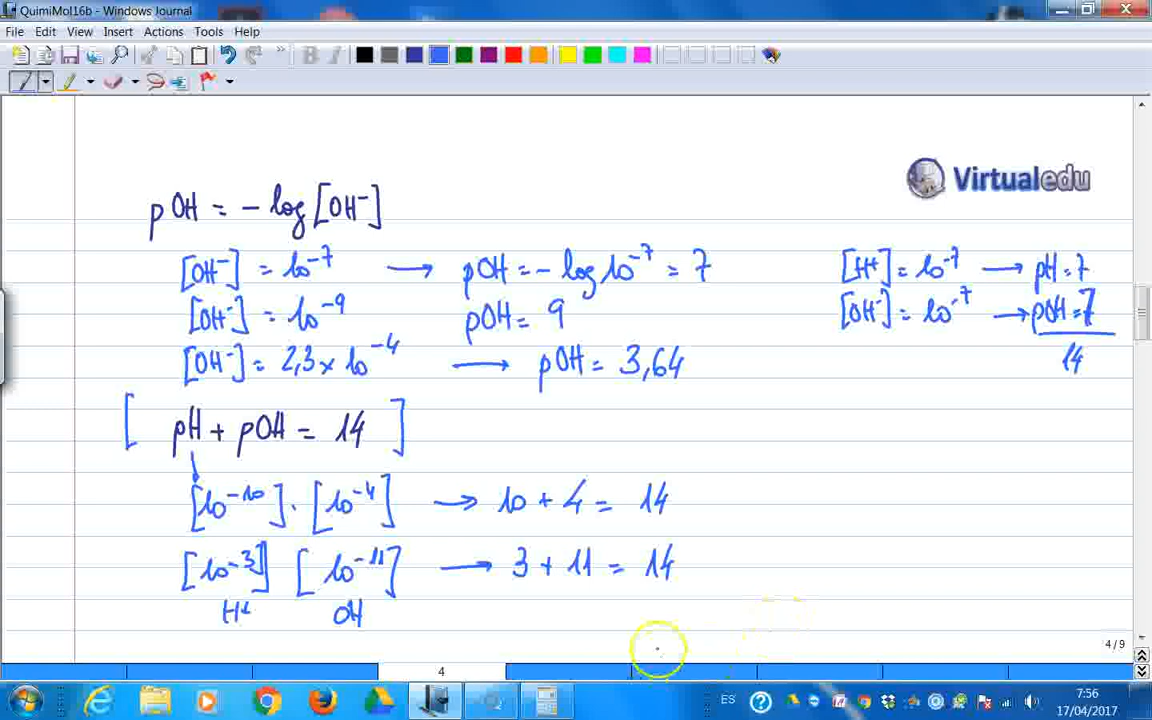 QuimiMol16b - Windows Journal
File Edit View Insert Actions Tools Help
Virtualedu
pOH = - log [OH⁻]
[OH⁻] = 10⁻⁷ → pOH = - log 10⁻⁷ = 7
[OH⁻] = 10⁻⁹ pOH = 9
[OH⁻] = 2,3 x 10⁻⁴ → pOH = 3,64
[H+] = 10⁻⁷ → pH = 7
[OH⁻] = 10⁻⁷ → pOH = 7
14
[ pH + pOH = 14 ]
[10⁻¹⁰] . [10⁻⁴] → 10 + 4 = 14
[10⁻³] [10⁻¹¹] → 3 + 11 = 14
H+ OH
4/9
4
ES
7:56
17/04/2017